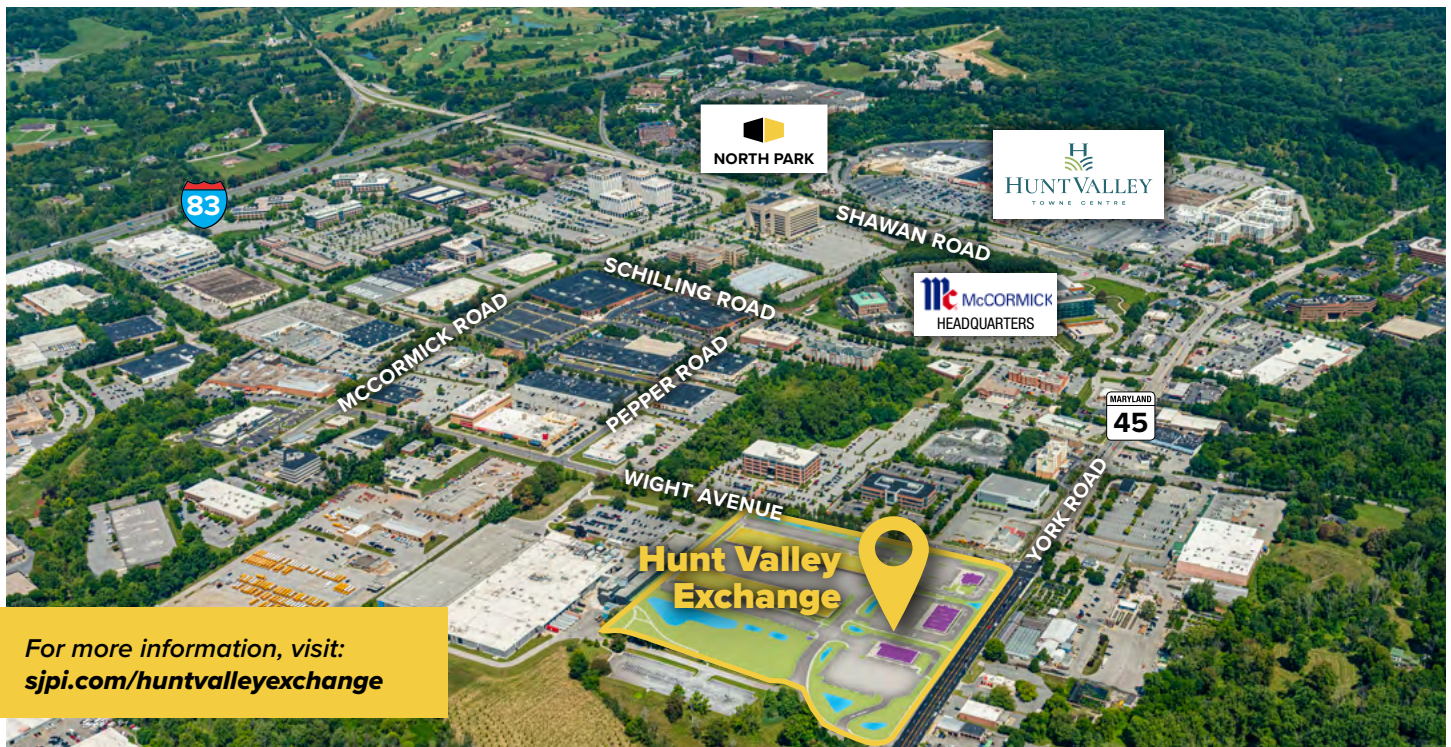 NORTH PARK
H
HUNT VALLEY
TOWNE CENTRE
83
SHAWAN ROAD
SCHILLING ROAD
Mc McCORMICK
HEADQUARTERS
MCCORMICK ROAD
PEPPER ROAD
MARYLAND
45
WIGHT AVENUE
YORK ROAD
Hunt Valley
Exchange
For more information, visit:
sjpi.com/huntvalleyexchange